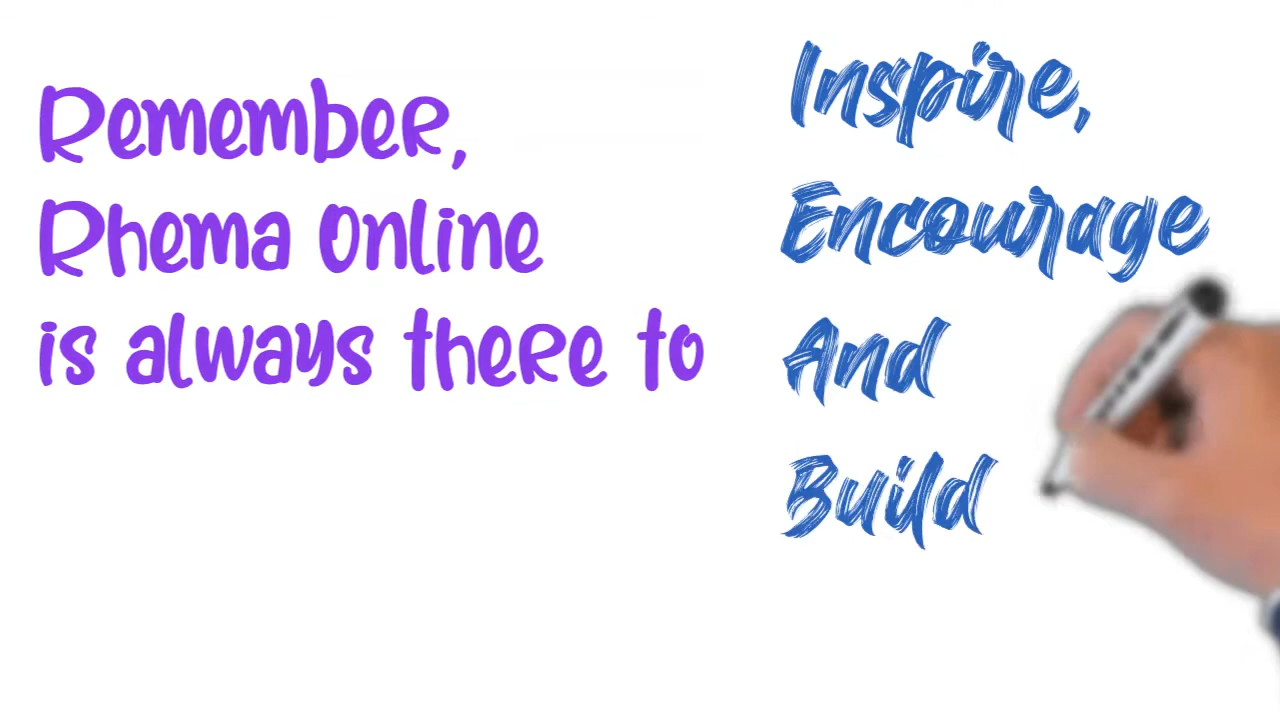 Remember,
Rhema Online
is always there to
Inspire,
Encourage
And
Build